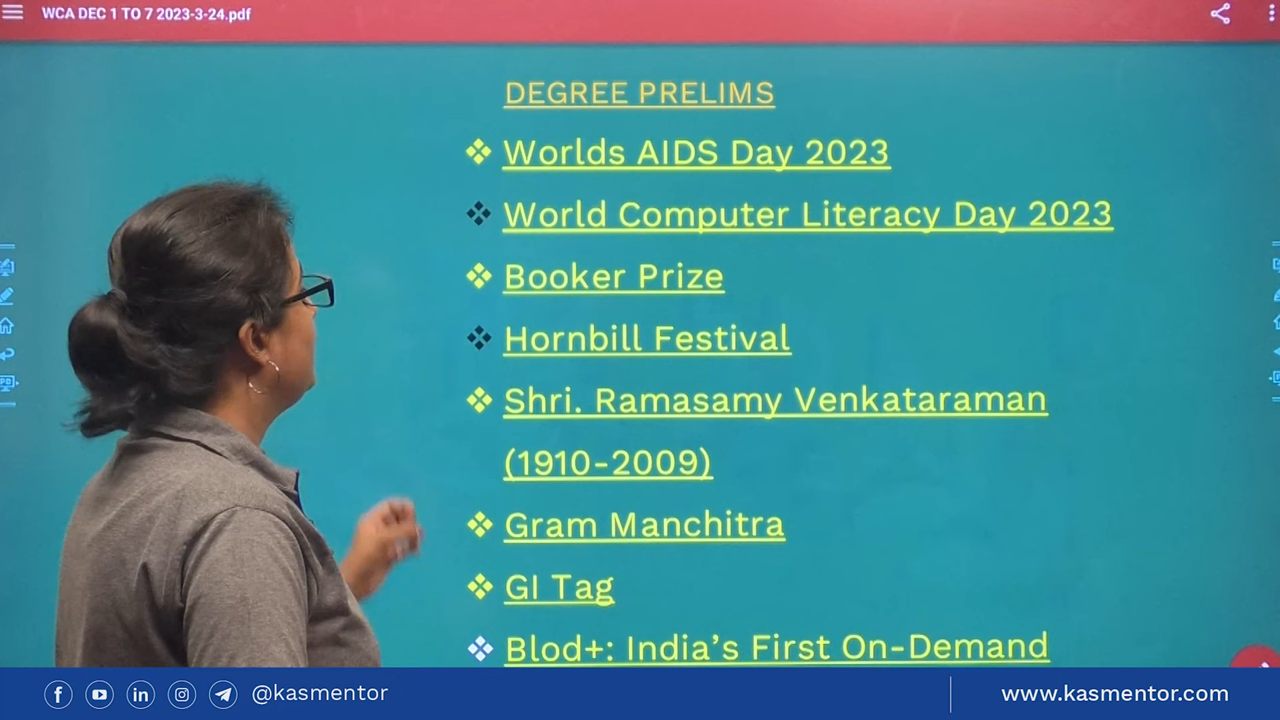 WCA DEC 1 TO 7 2023-3-24.pdf
DEGREE PRELIMS
Worlds AIDS Day 2023
World Computer Literacy Day 2023
Booker Prize
Hornbill Festival
Shri. Ramasamy Venkataraman
(1910-2009)
Gram Manchitra
GI Tag
Blod+: India's First On-Demand
@kasmentor
www.kasmentor.com